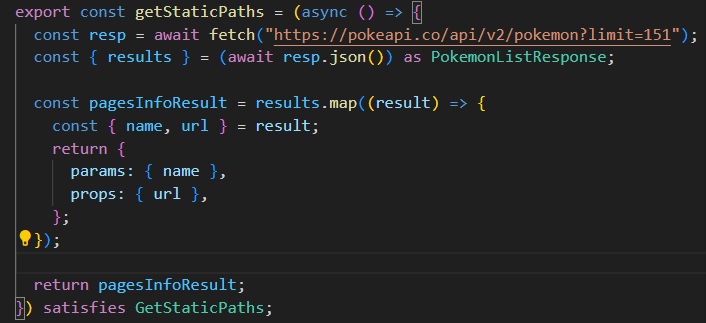 export const getStaticPaths = (async () => {
  const resp = await fetch("https://pokeapi.co/api/v2/pokemon?limit=151");
  const { results } = (await resp.json()) as PokemonListResponse;

  const pagesInfoResult = results.map((result) => {
    const { name, url } = result;
    return {
      params: { name },
      props: { url },
    };
  });

  return pagesInfoResult;
}) satisfies GetStaticPaths;